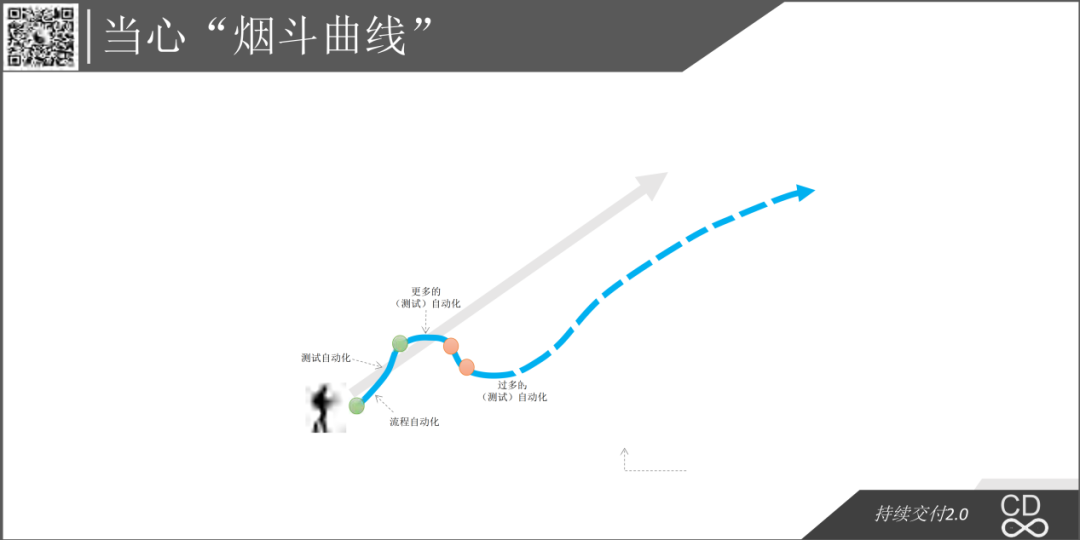 当心“烟斗曲线”
更多的
（测试）自动化
测试自动化
过多的
（测试）自动化
流程自动化
持续交付2.0
CD